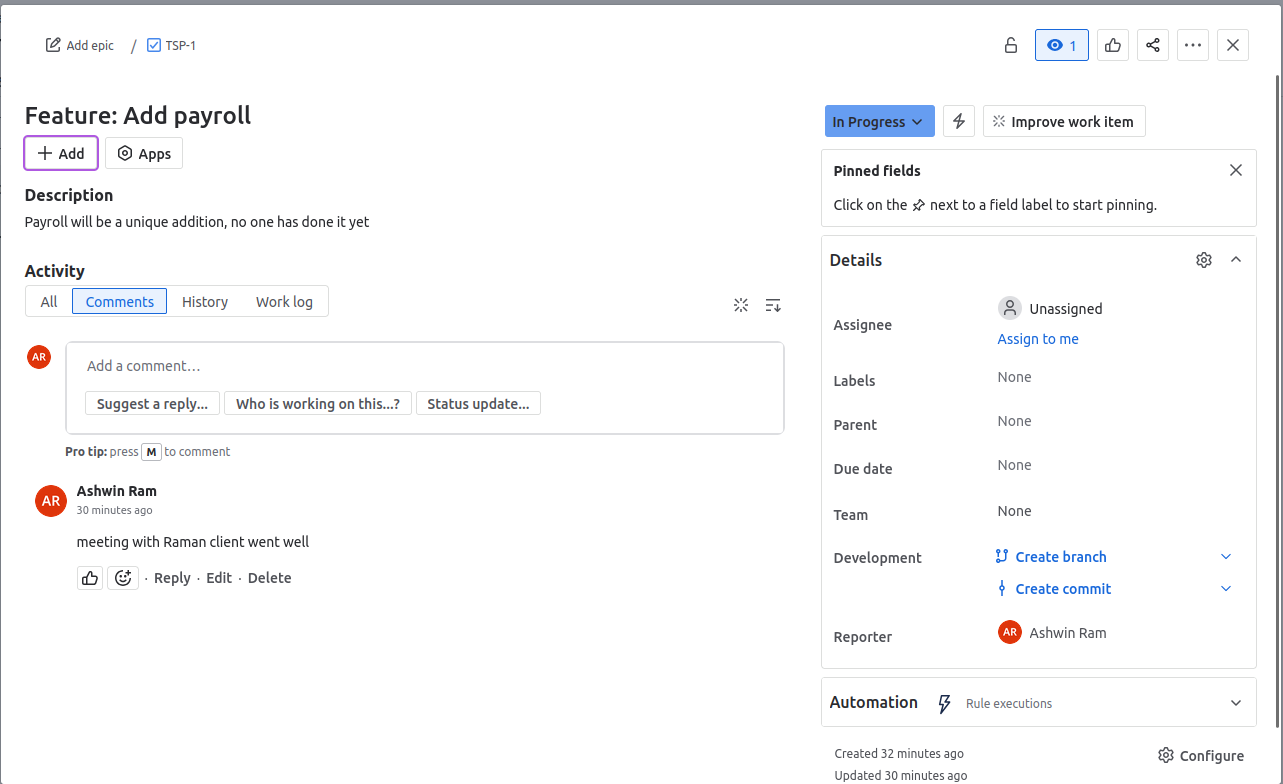 Add epic / TSP-1
1
Feature: Add payroll
Add
Apps
Description
Payroll will be a unique addition, no one has done it yet
Activity
All
Comments
History
Work log
AR
Add a comment…
Suggest a reply...
Who is working on this...?
Status update...
Pro tip: press M to comment
AR
Ashwin Ram
30 minutes ago
meeting with Raman client went well
· Reply · Edit · Delete
In Progress
Improve work item
Pinned fields
Click on the next to a field label to start pinning.
Details
Assignee
Unassigned
Assign to me
Labels
None
Parent
None
Due date
None
Team
None
Development
Create branch
Create commit
Reporter
AR
Ashwin Ram
Automation
Rule executions
Created 32 minutes ago
Updated 30 minutes ago
Configure